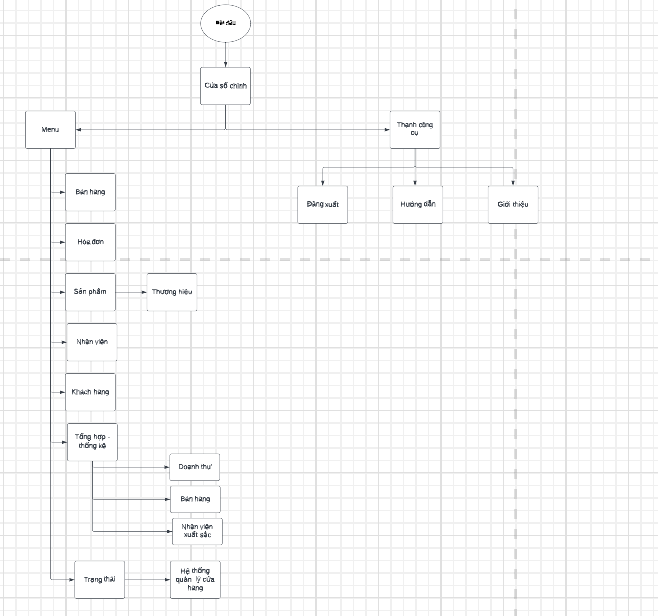 Bắt đầu
Cửa sổ chính
Menu
Thanh công
cụ
Bán hàng
Đăng xuất
Hướng dẫn
Giới thiệu
Hóa đơn
Sản phẩm
Thương hiệu
Nhân viên
Khách hàng
Tổng hợp -
thống kê
Doanh thu
Bán hàng
Nhân viên
xuất sắc
Trạng thái
Hệ thống
quản lý cửa
hàng